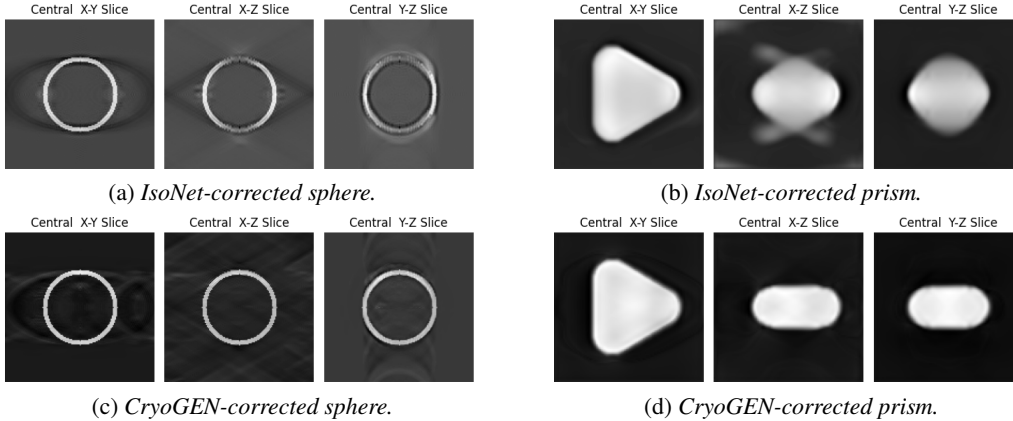 Central X-Y Slice Central X-Z Slice Central Y-Z Slice
(a) IsoNet-corrected sphere.
Central X-Y Slice Central X-Z Slice Central Y-Z Slice
(b) IsoNet-corrected prism.
Central X-Y Slice Central X-Z Slice Central Y-Z Slice
(c) CryoGEN-corrected sphere.
Central X-Y Slice Central X-Z Slice Central Y-Z Slice
(d) CryoGEN-corrected prism.